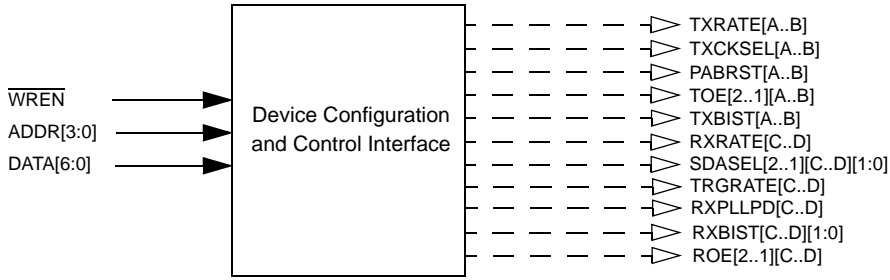 WREN
ADDR[3:0]
DATA[6:0]
Device Configuration
and Control Interface
TXRATE[A..B]
TXCKSEL[A..B]
PABRST[A..B]
TOE[2..1][A..B]
TXBIST[A..B]
RXRATE[C..D]
SDASEL[2..1][C..D][1:0]
TRGRATE[C..D]
RXPLLPD[C..D]
RXBIST[C..D][1:0]
ROE[2..1][C..D]